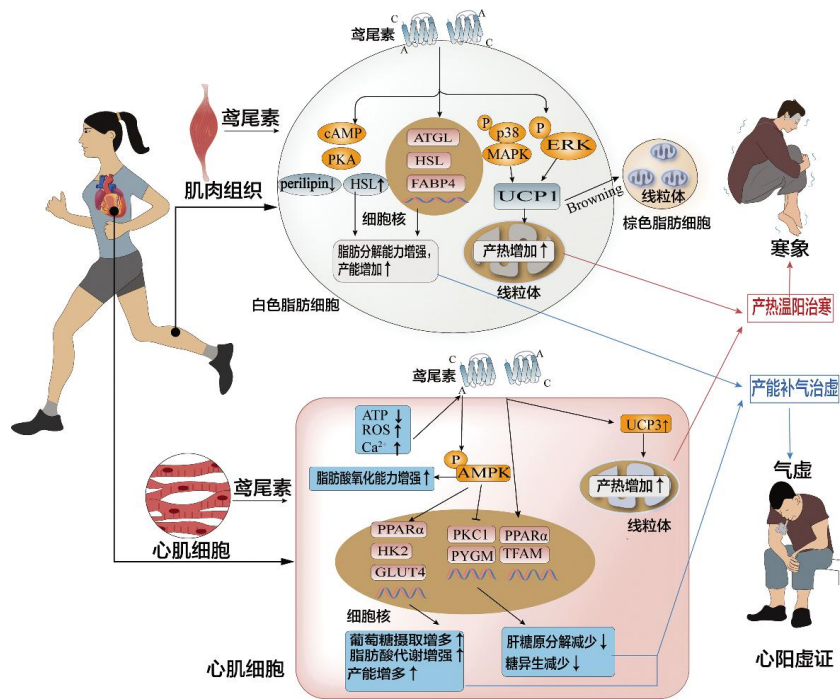 鸢尾素
C
A
A
C
鸢尾素
肌肉组织
cAMP
PKA
perilipin↓
HSL↑
ATGL
HSL
FABP4
细胞核
P
p38
MAPK
P
ERK
UCP1
Browning
线粒体
棕色脂肪细胞
脂肪分解能力增强,
产能增加↑
产热增加↑
线粒体
白色脂肪细胞
寒象
产热温阳治寒
产能补气治虚
气虚
心阳虚证
鸢尾素
C
A
A
C
ATP↓
ROS↑
Ca²⁺↑
P
AMPK
脂肪酸氧化能力增强↑
UCP3↑
产热增加↑
线粒体
鸢尾素
心肌细胞
PPARα
HK2
GLUT4
PKC1
PYGM
PPARα
TFAM
细胞核
葡萄糖摄取增多↑
脂肪酸代谢增强↑
产能增多↑
肝糖原分解减少↓
糖异生减少↓
心肌细胞